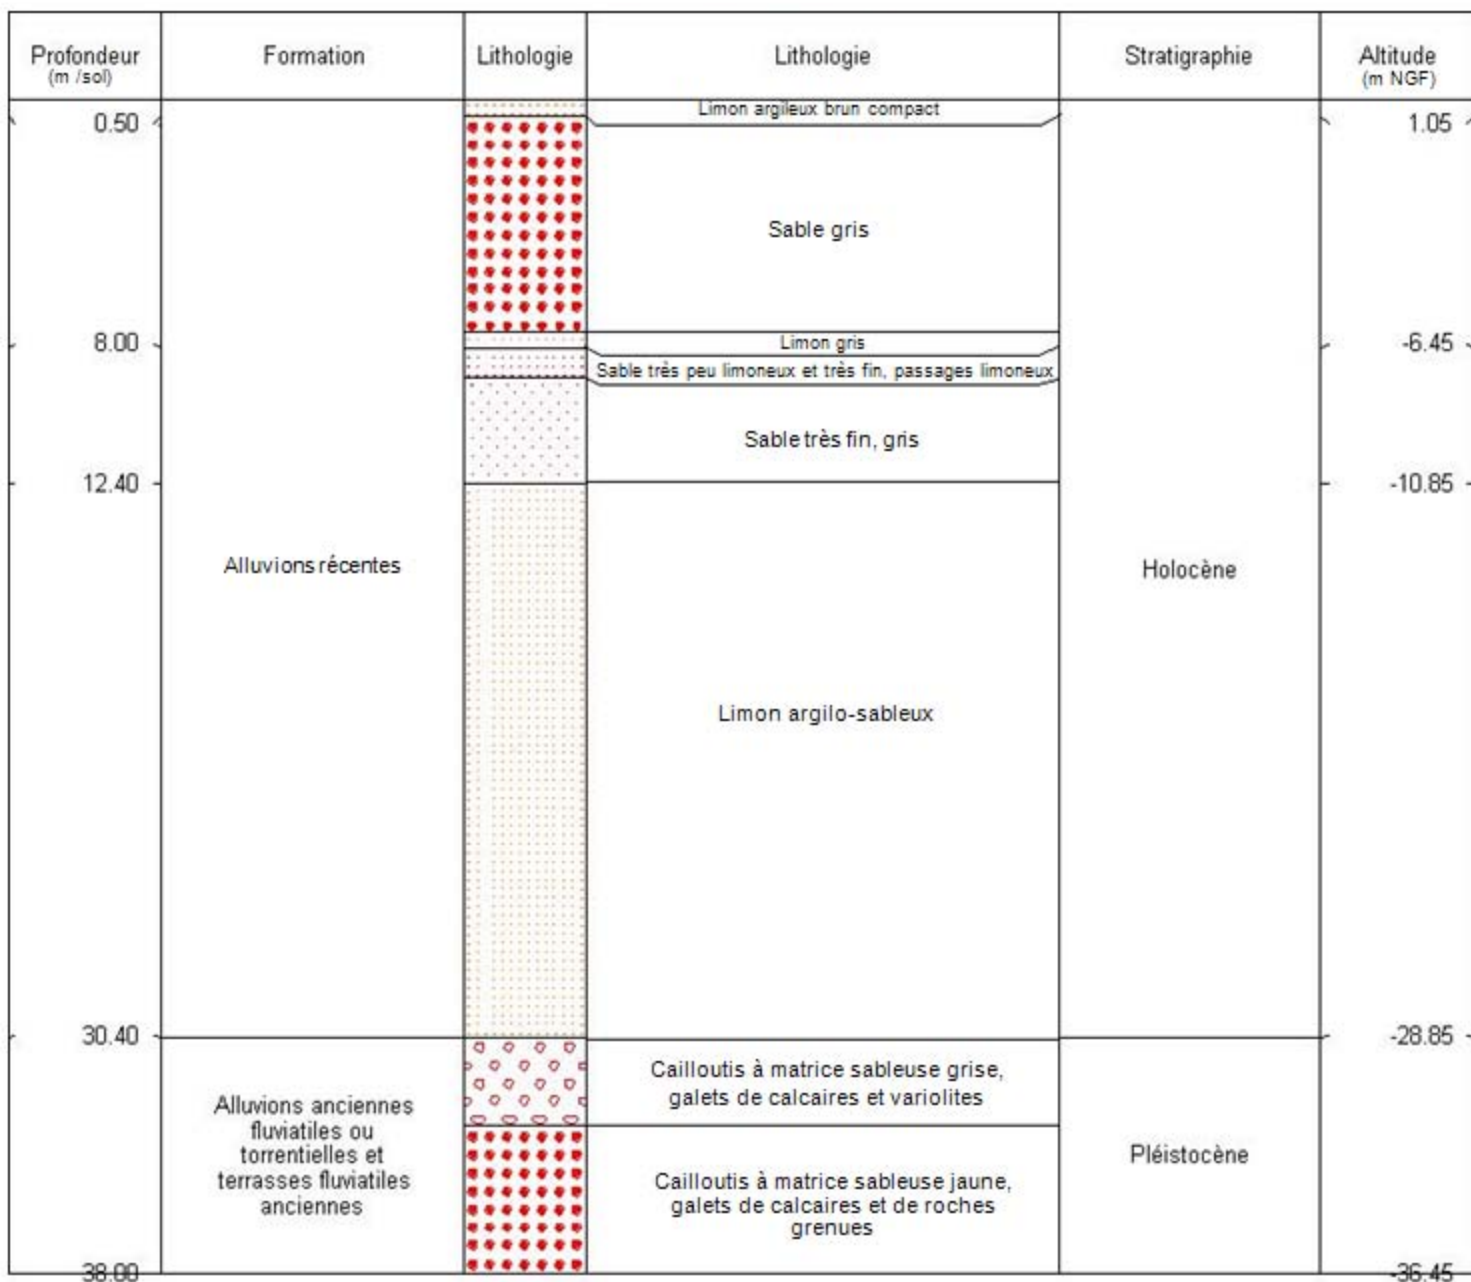 Profondeur
(m /sol)
Formation
Lithologie
Lithologie
Stratigraphie
Altitude
(m NGF)
Limon argileux brun compact
0.50
1.05
Sable gris
8.00
Limon gris
-6.45
Sable très peu limoneux et très fin, passages limoneux
Sable très fin, gris
12.40
-10.85
Alluvions récentes
Holocène
Limon argilo-sableux
30.40
-28.85
Cailloutis à matrice sableuse grise,
galets de calcaires et variolites
Alluvions anciennes
fluviatiles ou
torrentielles et
terrasses fluviatiles
anciennes
Pléistocène
Cailloutis à matrice sableuse jaune,
galets de calcaires et de roches
grenues
38.00
-36.45